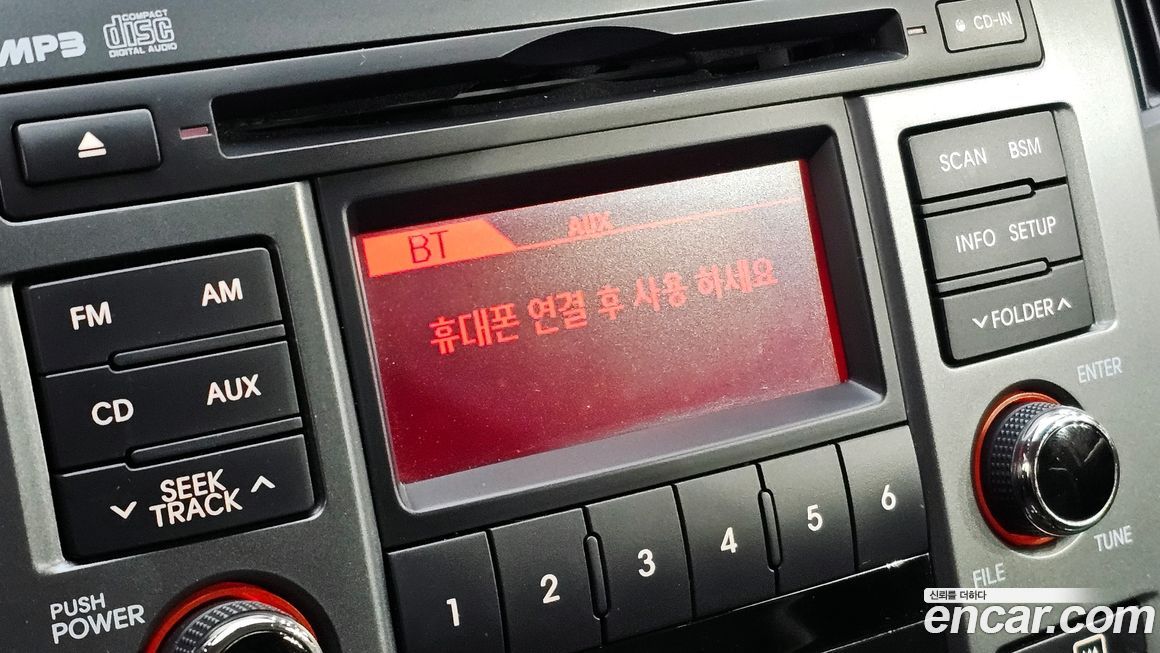 MP3
COMPACT
disc
DIGITAL AUDIO
CD-IN
SCAN BSM
INFO SETUP
FOLDER
FM AM
CD AUX
SEEK
TRACK
BT AUX
휴대폰 연결 후 사용 하세요
1 2 3 4 5 6
PUSH
POWER
ENTER
TUNE
FILE
신뢰를 더하다
encar.com